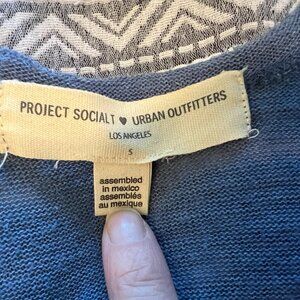 PROJECT SOCIAL T ♥ URBAN OUTFITTERS
LOS ANGELES
S
assembled
in mexico
assemblés
au mexique